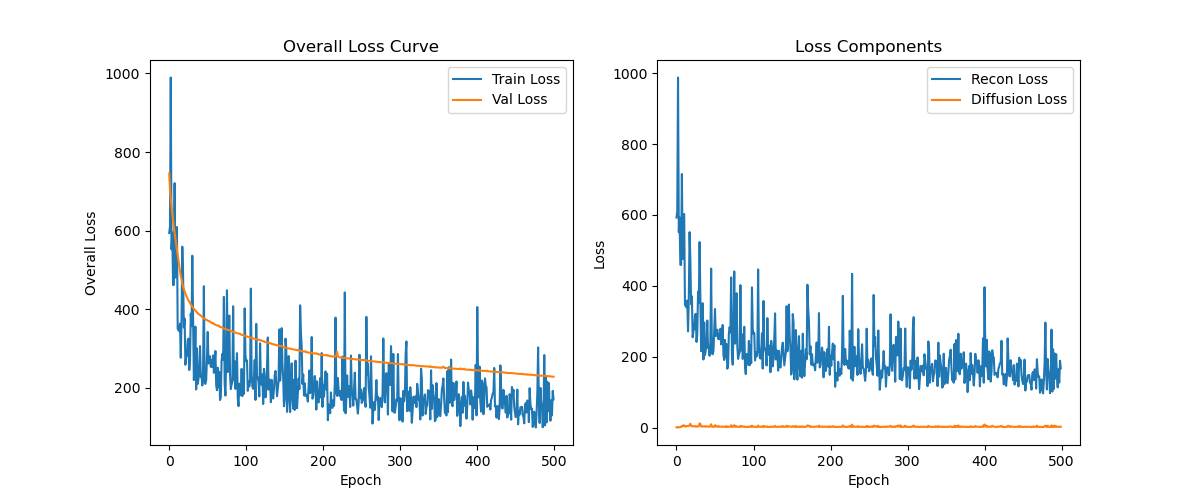 Overall Loss Curve
Train Loss
Val Loss
1000
800
600
400
200
Overall Loss
0
100
200
300
400
500
Epoch
Loss Components
Recon Loss
Diffusion Loss
1000
800
600
400
200
0
Loss
0
100
200
300
400
500
Epoch